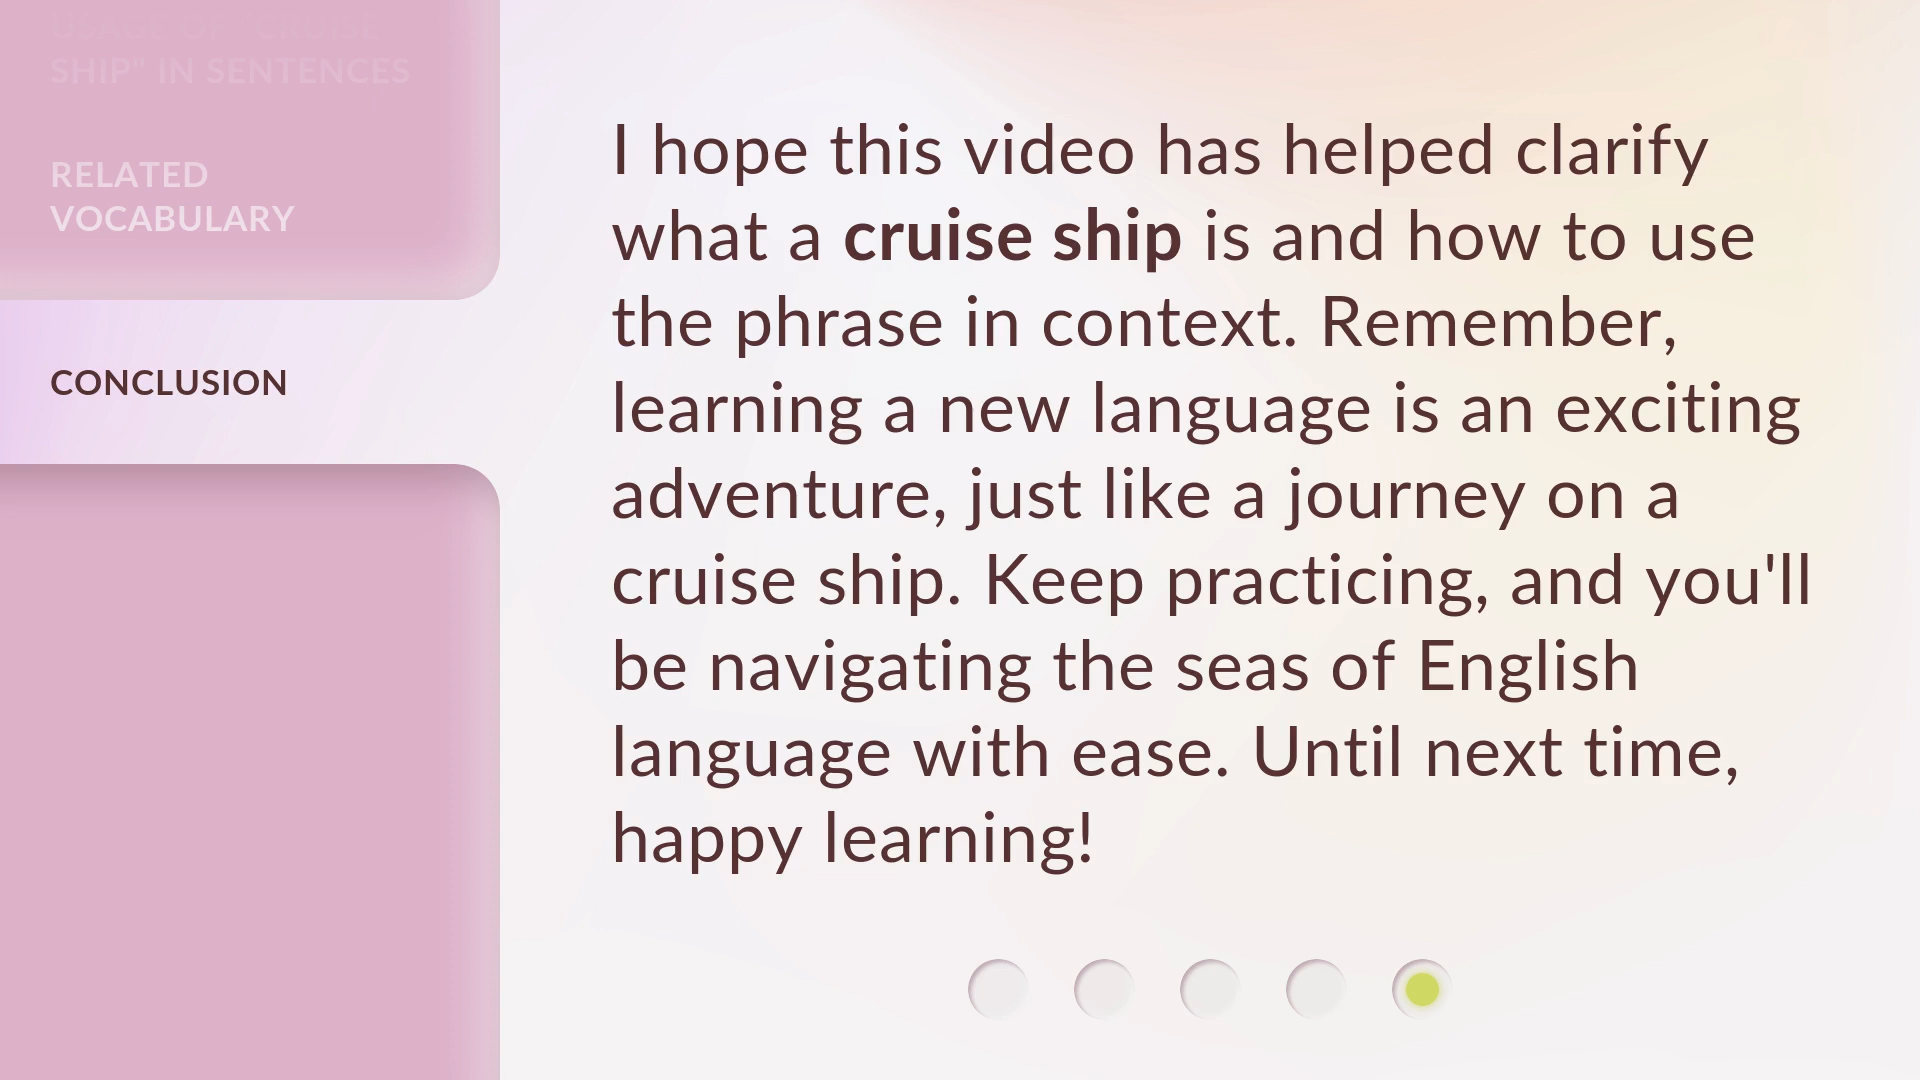 USAGE OF "CRUISE
SHIP" IN SENTENCES
RELATED
VOCABULARY
CONCLUSION
I hope this video has helped clarify
what a cruise ship is and how to use
the phrase in context. Remember,
learning a new language is an exciting
adventure, just like a journey on a
cruise ship. Keep practicing, and you'll
be navigating the seas of English
language with ease. Until next time,
happy learning!